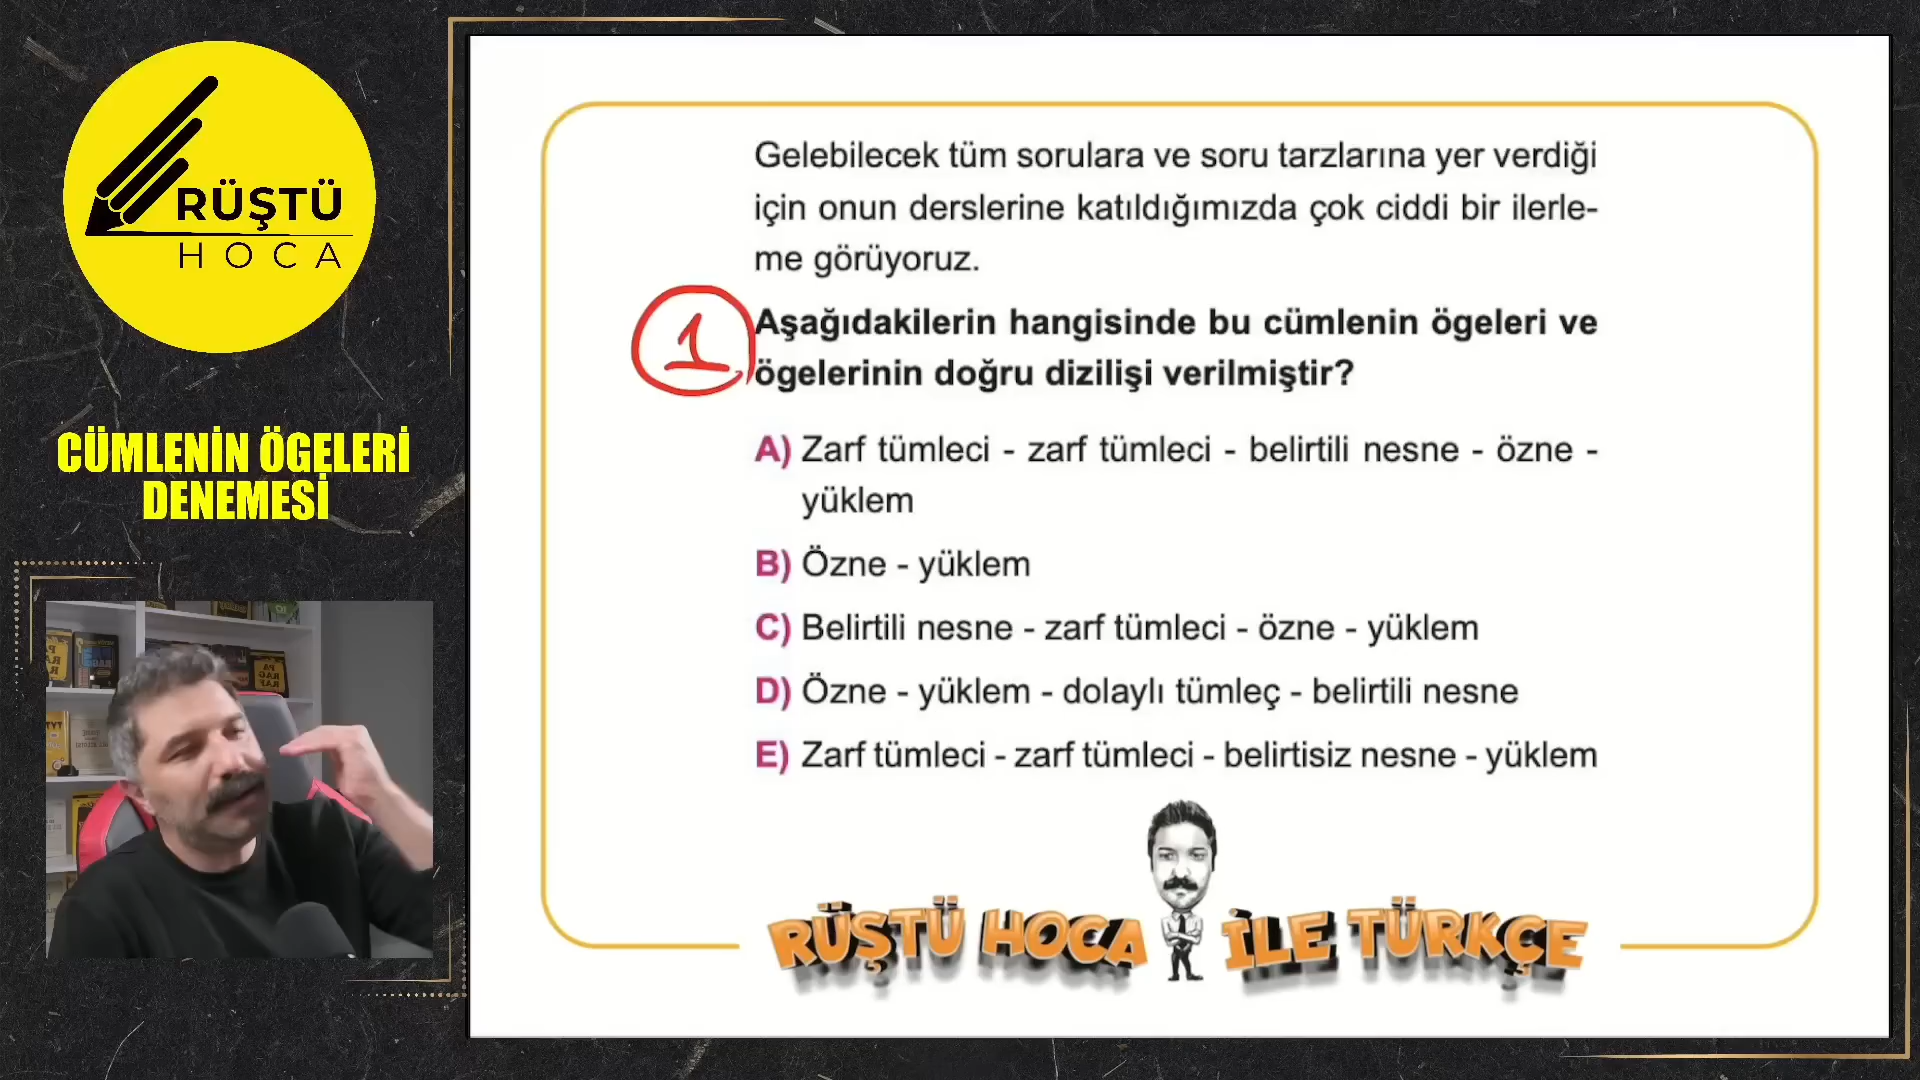 RÜŞTÜ
HOCA
CÜMLENİN ÖGELERİ
DENEMESİ
Gelebilecek tüm sorulara ve soru tarzlarına yer verdiği
için onun derslerine katıldığımızda çok ciddi bir ilerle-
me görüyoruz.
1
Aşağıdakilerin hangisinde bu cümlenin ögeleri ve
ögelerinin doğru dizilişi verilmiştir?
A) Zarf tümleci - zarf tümleci - belirtili nesne - özne -
yüklem
B) Özne - yüklem
C) Belirtili nesne - zarf tümleci - özne - yüklem
D) Özne - yüklem - dolaylı tümleç - belirtili nesne
E) Zarf tümleci - zarf tümleci - belirtisiz nesne - yüklem
RÜŞTÜ HOCA İLE TÜRKÇE